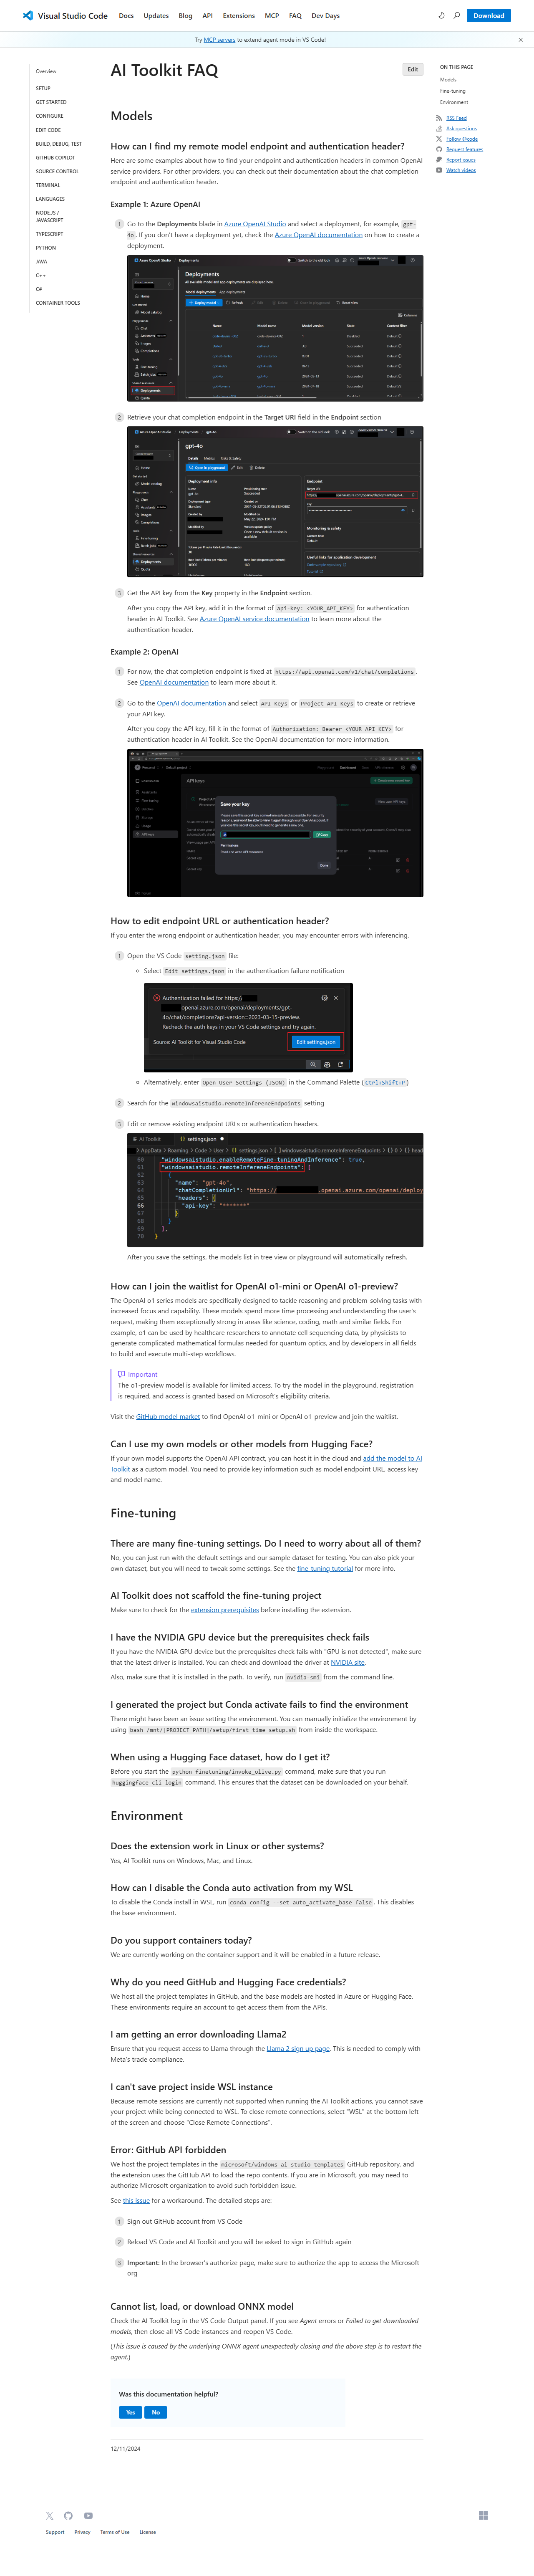 Visual Studio Code
Docs Updates Blog API Extensions MCP FAQ Dev Days
Download
Try MCP servers to extend agent mode in VS Code!
Overview
SETUP
GET STARTED
CONFIGURE
EDIT CODE
BUILD, DEBUG, TEST
GITHUB COPILOT
SOURCE CONTROL
TERMINAL
LANGUAGES
NODE.JS /
JAVASCRIPT
TYPESCRIPT
PYTHON
JAVA
C++
C#
CONTAINER TOOLS
AI Toolkit FAQ
Edit
ON THIS PAGE
Models
Fine-tuning
Environment
RSS Feed
Ask questions
Follow @code
Request features
Report issues
Watch videos
Models
How can I find my remote model endpoint and authentication header?
Here are some examples about how to find your endpoint and authentication headers in common OpenAI
service providers. For other providers, you can check out their documentation about the chat completion
endpoint and authentication header.
Example 1: Azure OpenAI
1 Go to the Deployments blade in Azure OpenAI Studio and select a deployment, for example, gpt-
4o. If you don't have a deployment yet, check the Azure OpenAI documentation on how to create a
deployment.
Azure OpenAI Studio / Deployments
Deployments
2 Retrieve your chat completion endpoint in the Target URI field in the Endpoint section
gpt-4o
3 Get the API key from the Key property in the Endpoint section.
After you copy the API key, add it in the format of api-key: <YOUR_API_KEY> for authentication
header in AI Toolkit. See Azure OpenAI service documentation to learn more about the
authentication header.
Example 2: OpenAI
1 For now, the chat completion endpoint is fixed at https://api.openai.com/v1/chat/completions.
See OpenAI documentation to learn more about it.
2 Go to the OpenAI documentation and select API Keys or Project API Keys to create or retrieve
your API key.
After you copy the API key, fill it in the format of Authorization: Bearer <YOUR_API_KEY> for
authentication header in AI Toolkit. See the OpenAI documentation for more information.
API keys
Save your key
Copy
Permissions
Done
How to edit endpoint URL or authentication header?
If you enter the wrong endpoint or authentication header, you may encounter errors with inferencing.
1 Open the VS Code setting.json file:
Select Edit settings.json in the authentication failure notification
Authentication failed for https://
openai.azure.com/openai/deployments/gpt-
4o/chat/completions?api-version=2023-03-15-preview.
Recheck the api keys in your VS Code settings and try again.
Source: AI Toolkit for Visual Studio Code
Edit settings.json
Alternatively, enter Open User Settings (JSON) in the Command Palette (Ctrl+Shift+P)
2 Search for the windowsaistudio.remoteInfereneEndpoints setting
3 Edit or remove existing endpoint URLs or authentication headers.
AI Toolkit settings.json
AppData > Roaming > Code > User > settings.json > [ ] windowsaistudio.remoteInfereneEndpoints > {} 0 > {} head
60 "windowsaistudio.enableRemoteFine-tuningAndInference": true,
61 "windowsaistudio.remoteInfereneEndpoints": [
62 {
63 "name": "gpt-4o",
64 "chatCompletionUrl": "https:// .openai.azure.com/openai/deploy
65 "headers": {
66 "api-key": "*******"
67 }
68 }
69 ],
70 }
After you save the settings, the models list in tree view or playground will automatically refresh.
How can I join the waitlist for OpenAI o1-mini or OpenAI o1-preview?
The OpenAI o1 series models are specifically designed to tackle reasoning and problem-solving tasks with
increased focus and capability. These models spend more time processing and understanding the user's
request, making them exceptionally strong in areas like science, coding, math and similar fields. For
example, o1 can be used by healthcare researchers to annotate cell sequencing data, by physicists to
generate complicated mathematical formulas needed for quantum optics, and by developers in all fields
to build and execute multi-step workflows.
Important
The o1-preview model is available for limited access. To try the model in the playground, registration
is required, and access is granted based on Microsoft's eligibility criteria.
Visit the GitHub model market to find OpenAI o1-mini or OpenAI o1-preview and join the waitlist.
Can I use my own models or other models from Hugging Face?
If your own model supports the OpenAI API contract, you can host it in the cloud and add the model to AI
Toolkit as a custom model. You need to provide key information such as model endpoint URL, access key
and model name.
Fine-tuning
There are many fine-tuning settings. Do I need to worry about all of them?
No, you can just run with the default settings and our sample dataset for testing. You can also pick your
own dataset, but you will need to tweak some settings. See the fine-tuning tutorial for more info.
AI Toolkit does not scaffold the fine-tuning project
Make sure to check for the extension prerequisites before installing the extension.
I have the NVIDIA GPU device but the prerequisites check fails
If you have the NVIDIA GPU device but the prerequisites check fails with "GPU is not detected", make sure
that the latest driver is installed. You can check and download the driver at NVIDIA site.
Also, make sure that it is installed in the path. To verify, run nvidia-smi from the command line.
I generated the project but Conda activate fails to find the environment
There might have been an issue setting the environment. You can manually initialize the environment by
using bash /mnt/[PROJECT_PATH]/setup/first_time_setup.sh from inside the workspace.
When using a Hugging Face dataset, how do I get it?
Before you start the python finetuning/invoke_olive.py command, make sure that you run
huggingface-cli login command. This ensures that the dataset can be downloaded on your behalf.
Environment
Does the extension work in Linux or other systems?
Yes, AI Toolkit runs on Windows, Mac, and Linux.
How can I disable the Conda auto activation from my WSL
To disable the Conda install in WSL, run conda config --set auto_activate_base false. This disables
the base environment.
Do you support containers today?
We are currently working on the container support and it will be enabled in a future release.
Why do you need GitHub and Hugging Face credentials?
We host all the project templates in GitHub, and the base models are hosted in Azure or Hugging Face.
These environments require an account to get access them from the APIs.
I am getting an error downloading Llama2
Ensure that you request access to Llama through the Llama 2 sign up page. This is needed to comply with
Meta's trade compliance.
I can't save project inside WSL instance
Because remote sessions are currently not supported when running the AI Toolkit actions, you cannot save
your project while being connected to WSL. To close remote connections, select "WSL" at the bottom left
of the screen and choose "Close Remote Connections".
Error: GitHub API forbidden
We host the project templates in the microsoft/windows-ai-studio-templates GitHub repository, and
the extension uses the GitHub API to load the repo contents. If you are in Microsoft, you may need to
authorize Microsoft organization to avoid such forbidden issue.
See this issue for a workaround. The detailed steps are:
1 Sign out GitHub account from VS Code
2 Reload VS Code and AI Toolkit and you will be asked to sign in GitHub again
3 Important: In the browser's authorize page, make sure to authorize the app to access the Microsoft
org
Cannot list, load, or download ONNX model
Check the AI Toolkit log in the VS Code Output panel. If you see Agent errors or Failed to get downloaded
models, then close all VS Code instances and reopen VS Code.
(This issue is caused by the underlying ONNX agent unexpectedly closing and the above step is to restart the
agent.)
Was this documentation helpful?
Yes No
12/11/2024
Support Privacy Terms of Use License